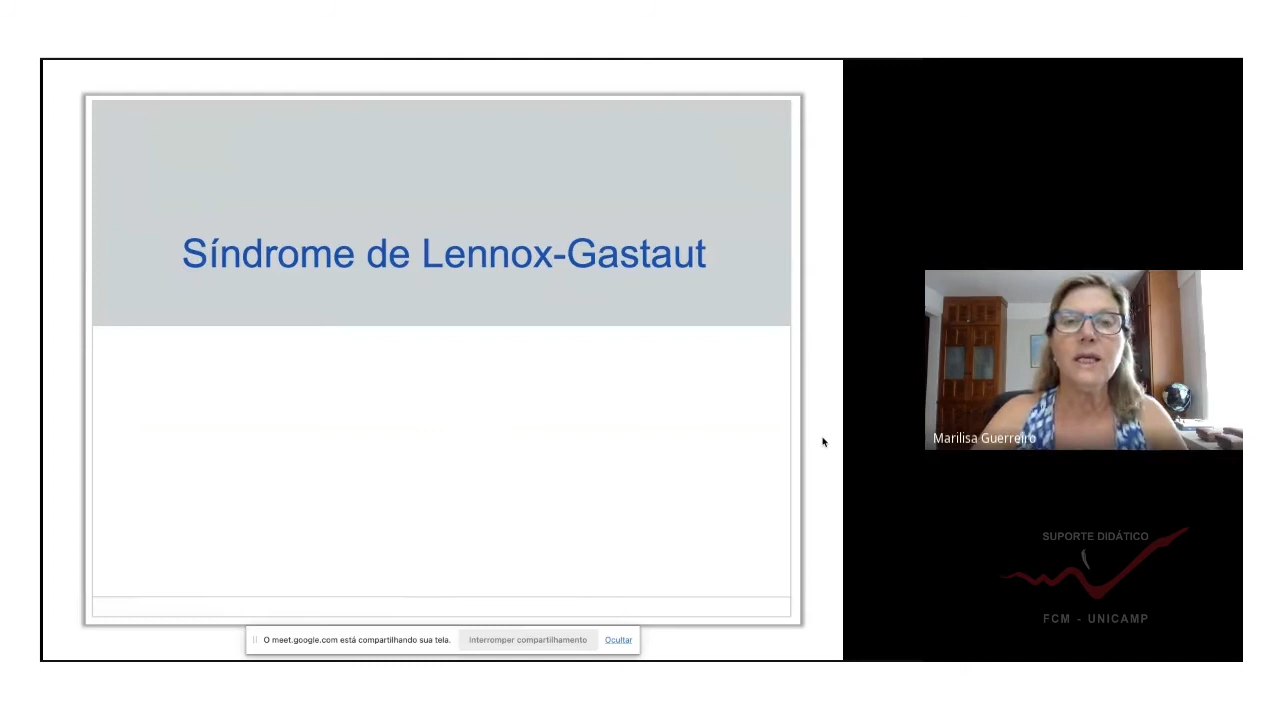 Síndrome de Lennox-Gastaut
O meet.google.com está compartilhando sua tela.
Interromper compartilhamento
Ocultar
Marilisa Guerreiro
SUPORTE DIDÁTICO
FCM - UNICAMP